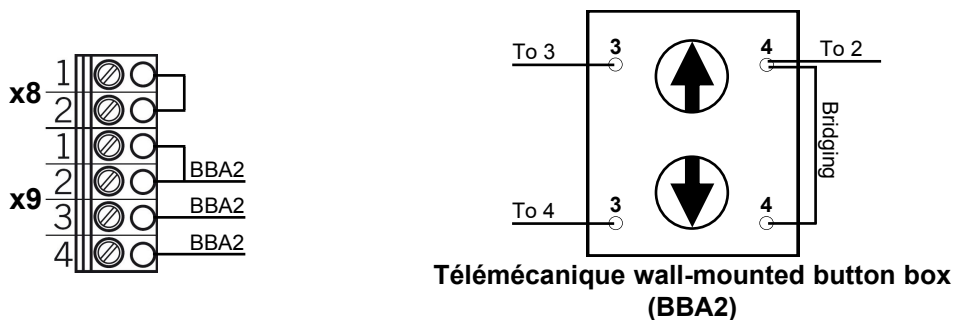 x8
1
2
x9
1
2 BBA2
3 BBA2
4 BBA2
To 3 3 4 To 2
Bridging
To 4 3 4
Télémécanique wall-mounted button box
(BBA2)